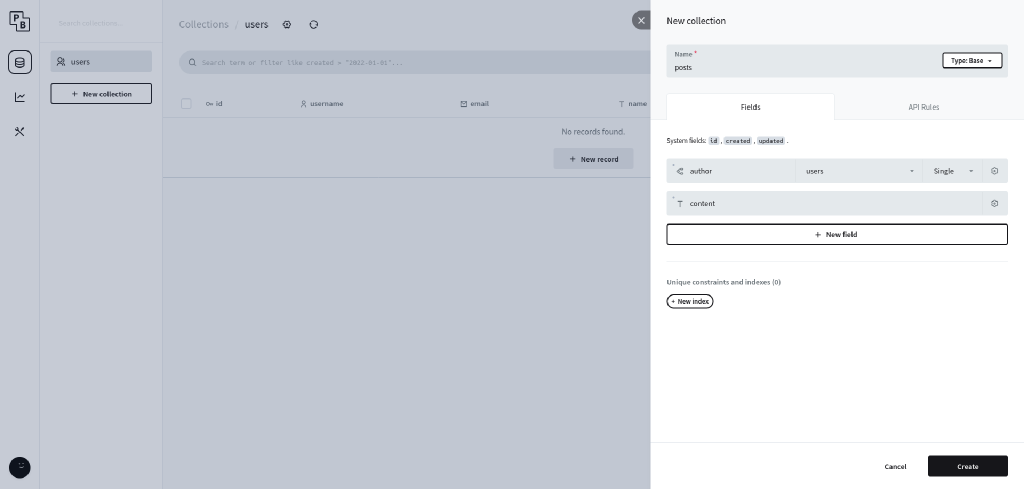 PB
Search collections...
users
+ New collection
Collections / users
Search term or filter like created > "2022-01-01"...
id
username
email
name
No records found.
+ New record
New collection
Name *
posts
Type: Base
Fields
API Rules
System fields: id , created , updated .
* author
users
Single
* content
+ New field
Unique constraints and indexes (0)
+ New index
Cancel
Create